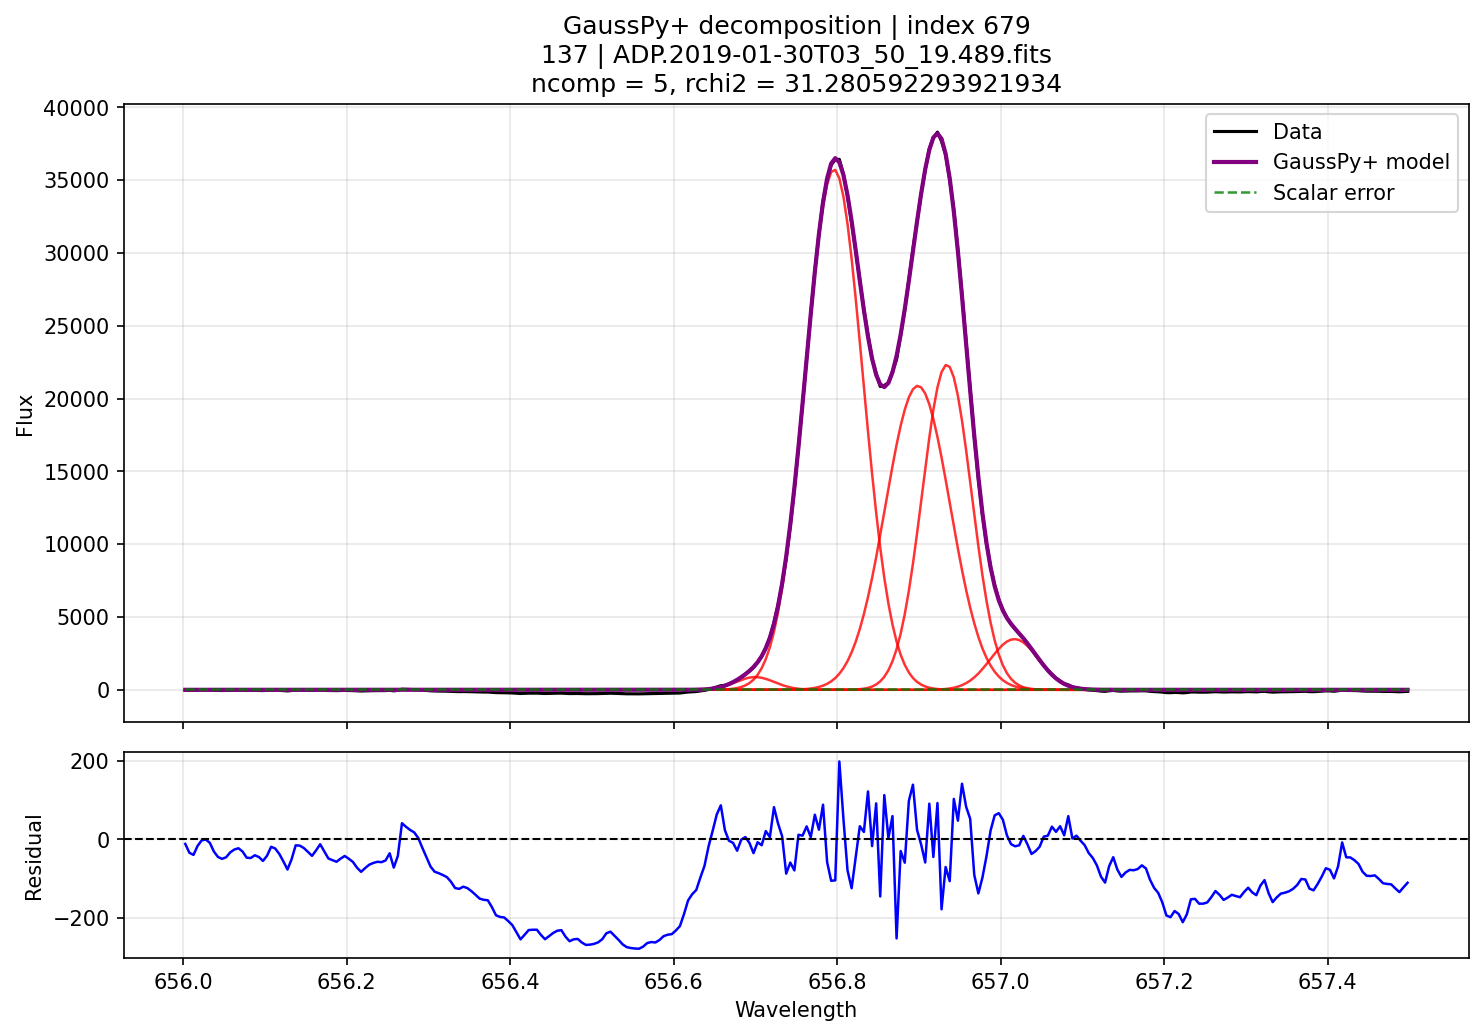 GaussPy+ decomposition | index 679
137 | ADP.2019-01-30T03_50_19.489.fits
ncomp = 5, rchi2 = 31.280592293921934
40000
35000
30000
25000
20000
15000
10000
5000
0
Flux
Data
GaussPy+ model
Scalar error
200
0
−200
Residual
656.0 656.2 656.4 656.6 656.8 657.0 657.2 657.4
Wavelength